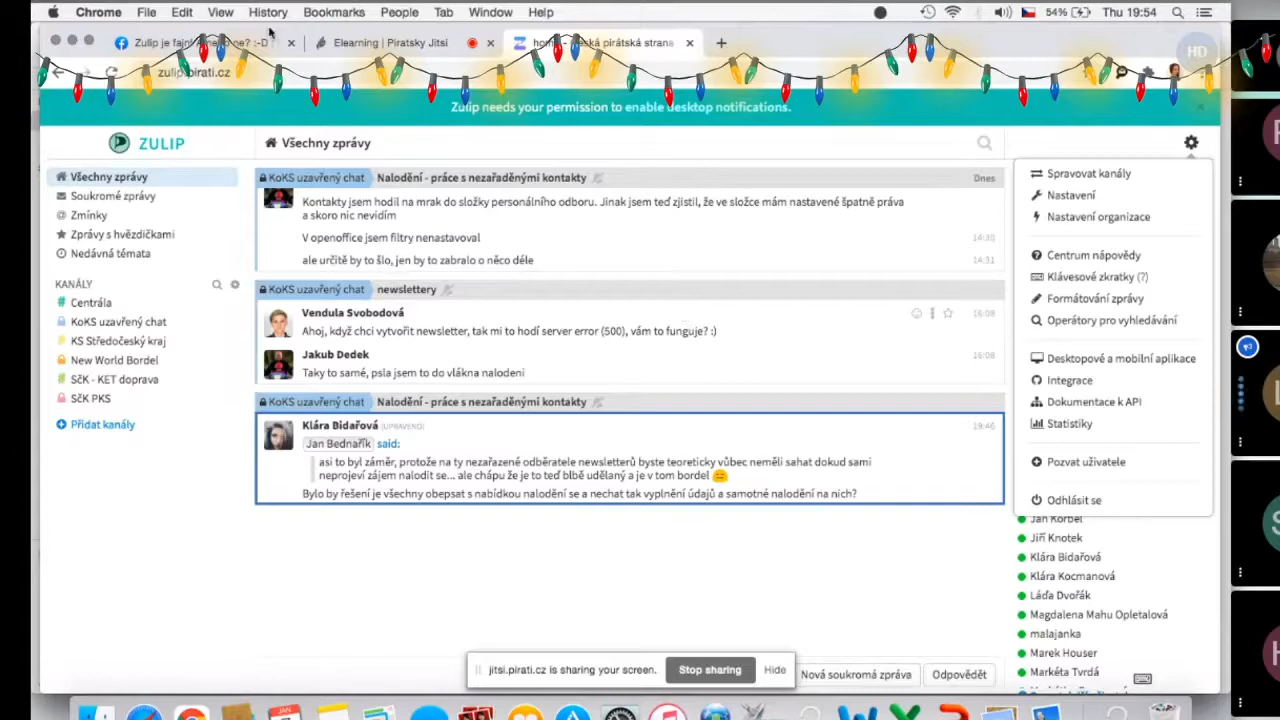 Chrome File Edit View History Bookmarks People Tab Window Help 54% Thu 19:54
Zulip je fajn! A
ne? :-D Elearning | Piratsky Jitsi
pirátská strana
HD
zulip.pirati.cz
Zulip needs your permission to enable desktop notifications.
ZULIP Všechny zprávy
Všechny zprávy
Soukromé zprávy
Zmínky
Zprávy s hvězdičkami
Nedávná témata
KANÁLY
Centrála
KoKS uzavřený chat
KS Středočeský kraj
New World Bordel
SčK - KET doprava
SčK PKS
Přidat kanály
KoKS uzavřený chat Nalodění - práce s nezařaděnými kontakty Dnes
Kontakty jsem hodil na mrak do složky personálního odboru. Jinak jsem teď zjistil, že ve složce mám nastavené špatně práva
a skoro nic nevidím
V openoffice jsem filtry nenastavoval 14:30
ale určitě by to šlo, jen by to zabralo o něco déle 14:31
KoKS uzavřený chat newslettery
Vendula Svobodová 16:08
Ahoj, když chci vytvořit newsletter, tak mi to hodí server error (500), vám to funguje? :)
Jakub Dedek 16:08
Taky to samé, psla jsem to do vlákna nalodeni
KoKS uzavřený chat Nalodění - práce s nezařaděnými kontakty
Klára Bidařová (UPRAVENO) 19:46
Jan Bednařík said:
asi to byl záměr, protože na ty nezařazené odběratele newsletterů byste teoreticky vůbec neměli sahat dokud sami
neprojeví zájem nalodit se... ale chápu že je to teď blbě udělaný a je v tom bordel
Bylo by řešení je všechny obepsat s nabídkou nalodění se a nechat tak vyplnění údajů a samotné nalodění na nich?
Spravovat kanály
Nastavení
Nastavení organizace
Centrum nápovědy
Klávesové zkratky (?)
Formátování zprávy
Operátory pro vyhledávání
Desktopové a mobilní aplikace
Integrace
Dokumentace k API
Statistiky
Pozvat uživatele
Odhlásit se
Jan Korbel
Jiří Knotek
Klára Bidařová
Klára Kocmanová
Láďa Dvořák
Magdalena Mahu Opletalová
malajanka
Marek Houser
Markéta Tvrdá
jitsi.pirati.cz is sharing your screen. Stop sharing Hide
Nová soukromá zpráva Odpovědět